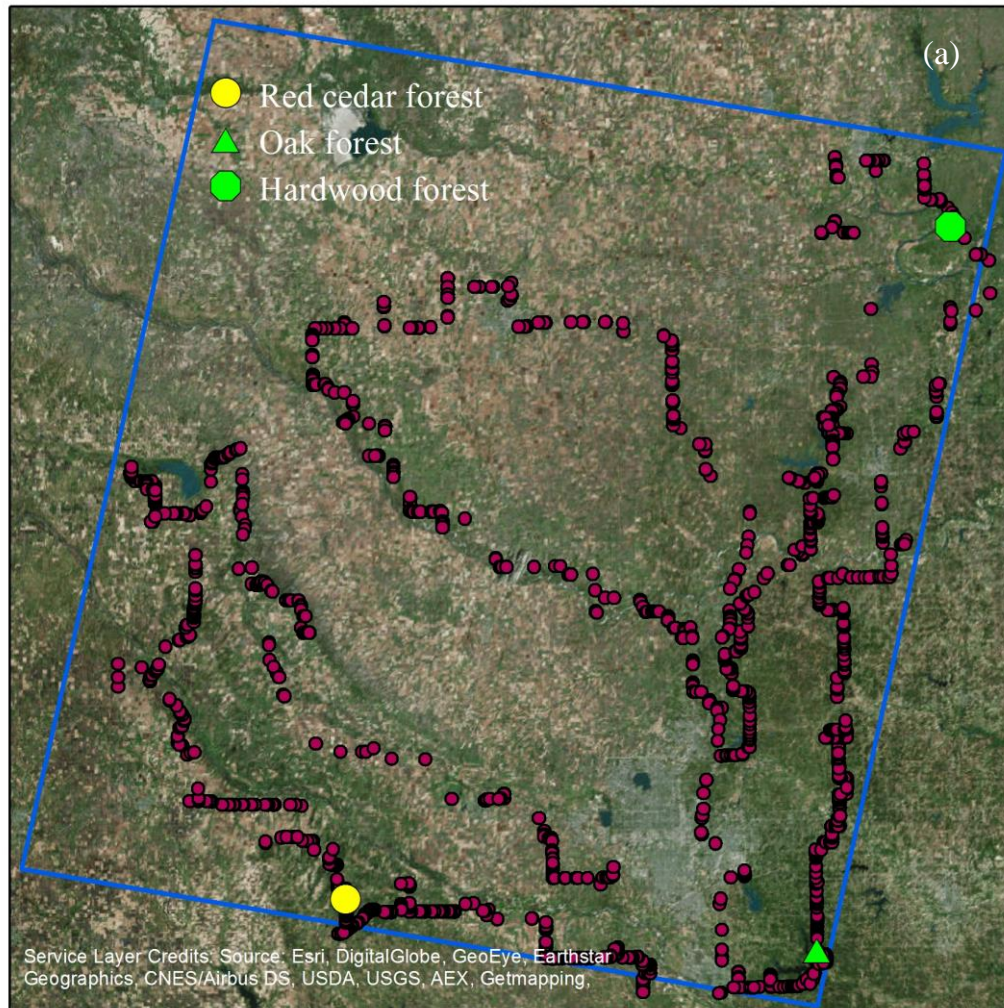 (a)
Red cedar forest
Oak forest
Hardwood forest
Service Layer Credits: Source: Esri, DigitalGlobe, GeoEye, Earthstar
Geographics, CNES/Airbus DS, USDA, USGS, AEX, Getmapping,